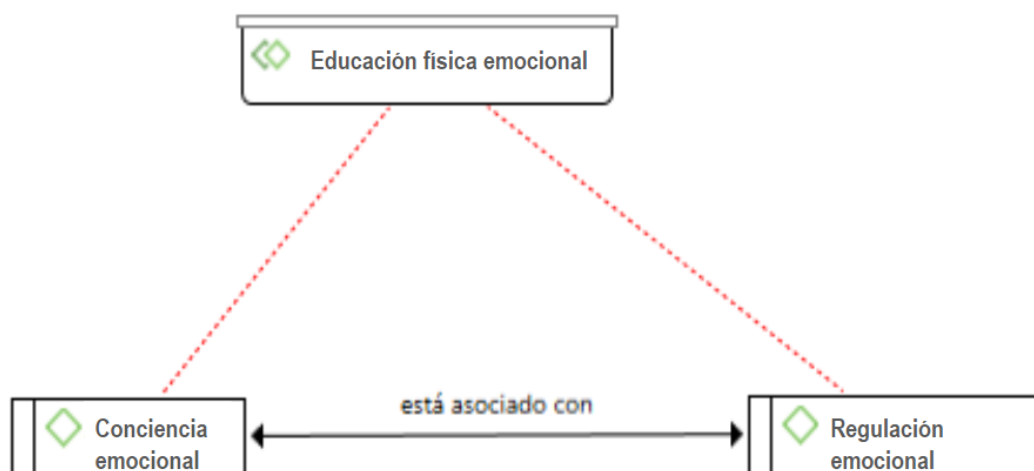 Educación física emocional
está asociado con
Conciencia
emocional
Regulación
emocional